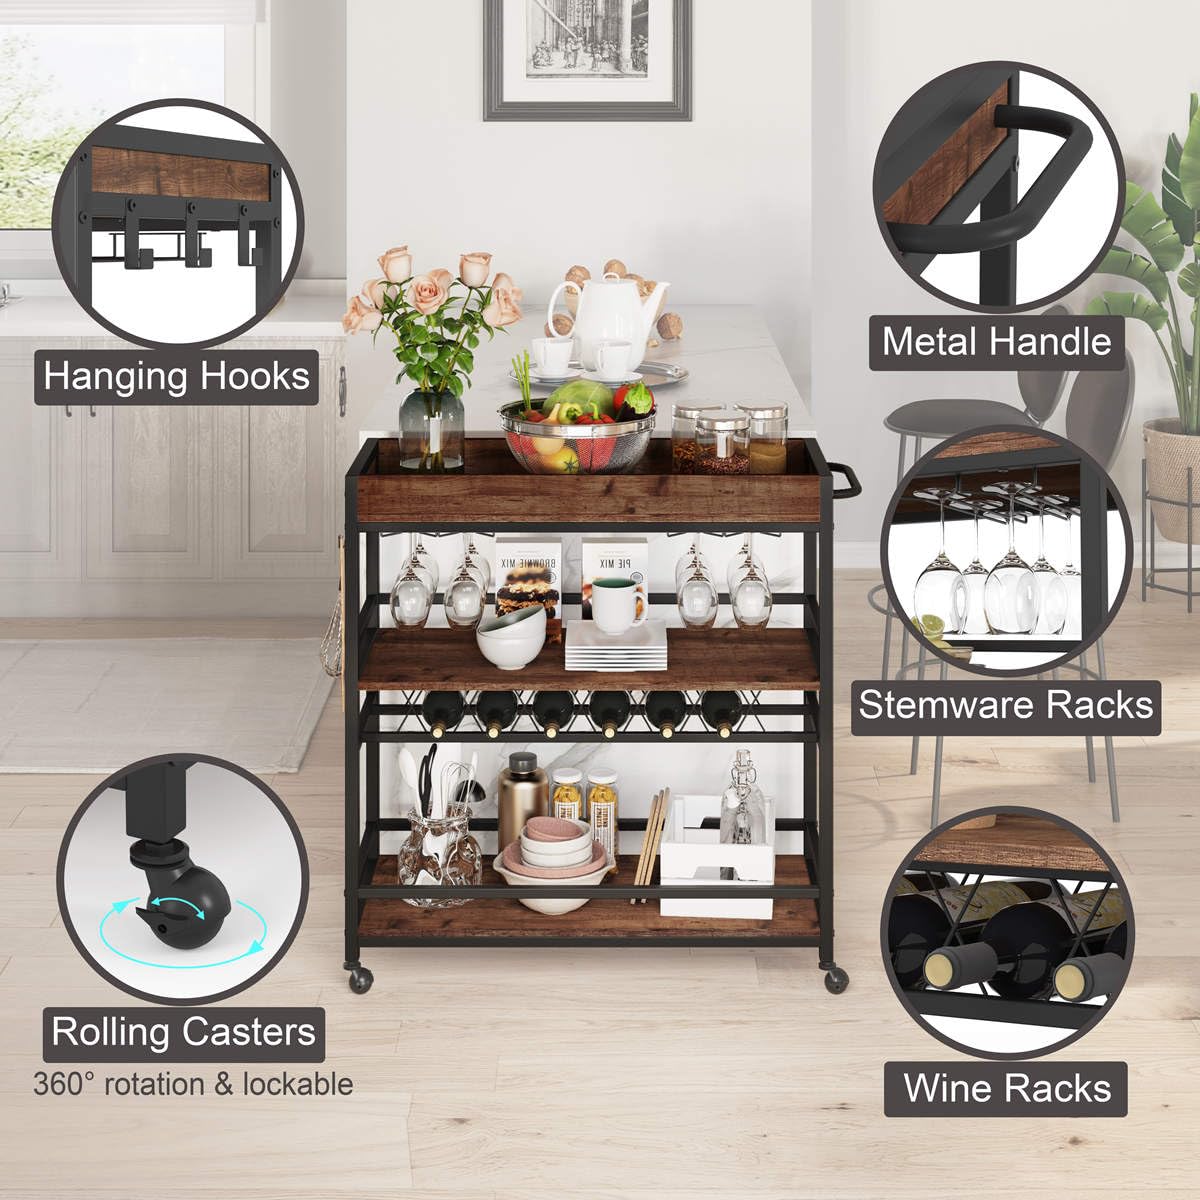 Hanging Hooks
Metal Handle
BROWNIE MIX
PIE MIX
Stemware Racks
Rolling Casters
360° rotation & lockable
Wine Racks